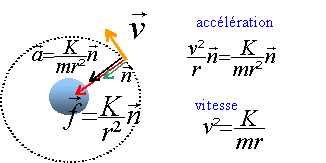 v⃗
a⃗=K/mr² n⃗
n⃗
f⃗=K/r² n⃗
accélération
v²/r n⃗=K/mr² n⃗
vitesse
v²=K/mr